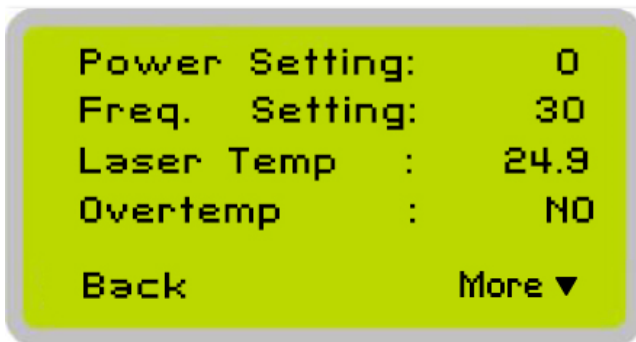 Power Setting: 0
Freq. Setting: 30
Laser Temp : 24.9
Overtemp : NO
Back More ▼